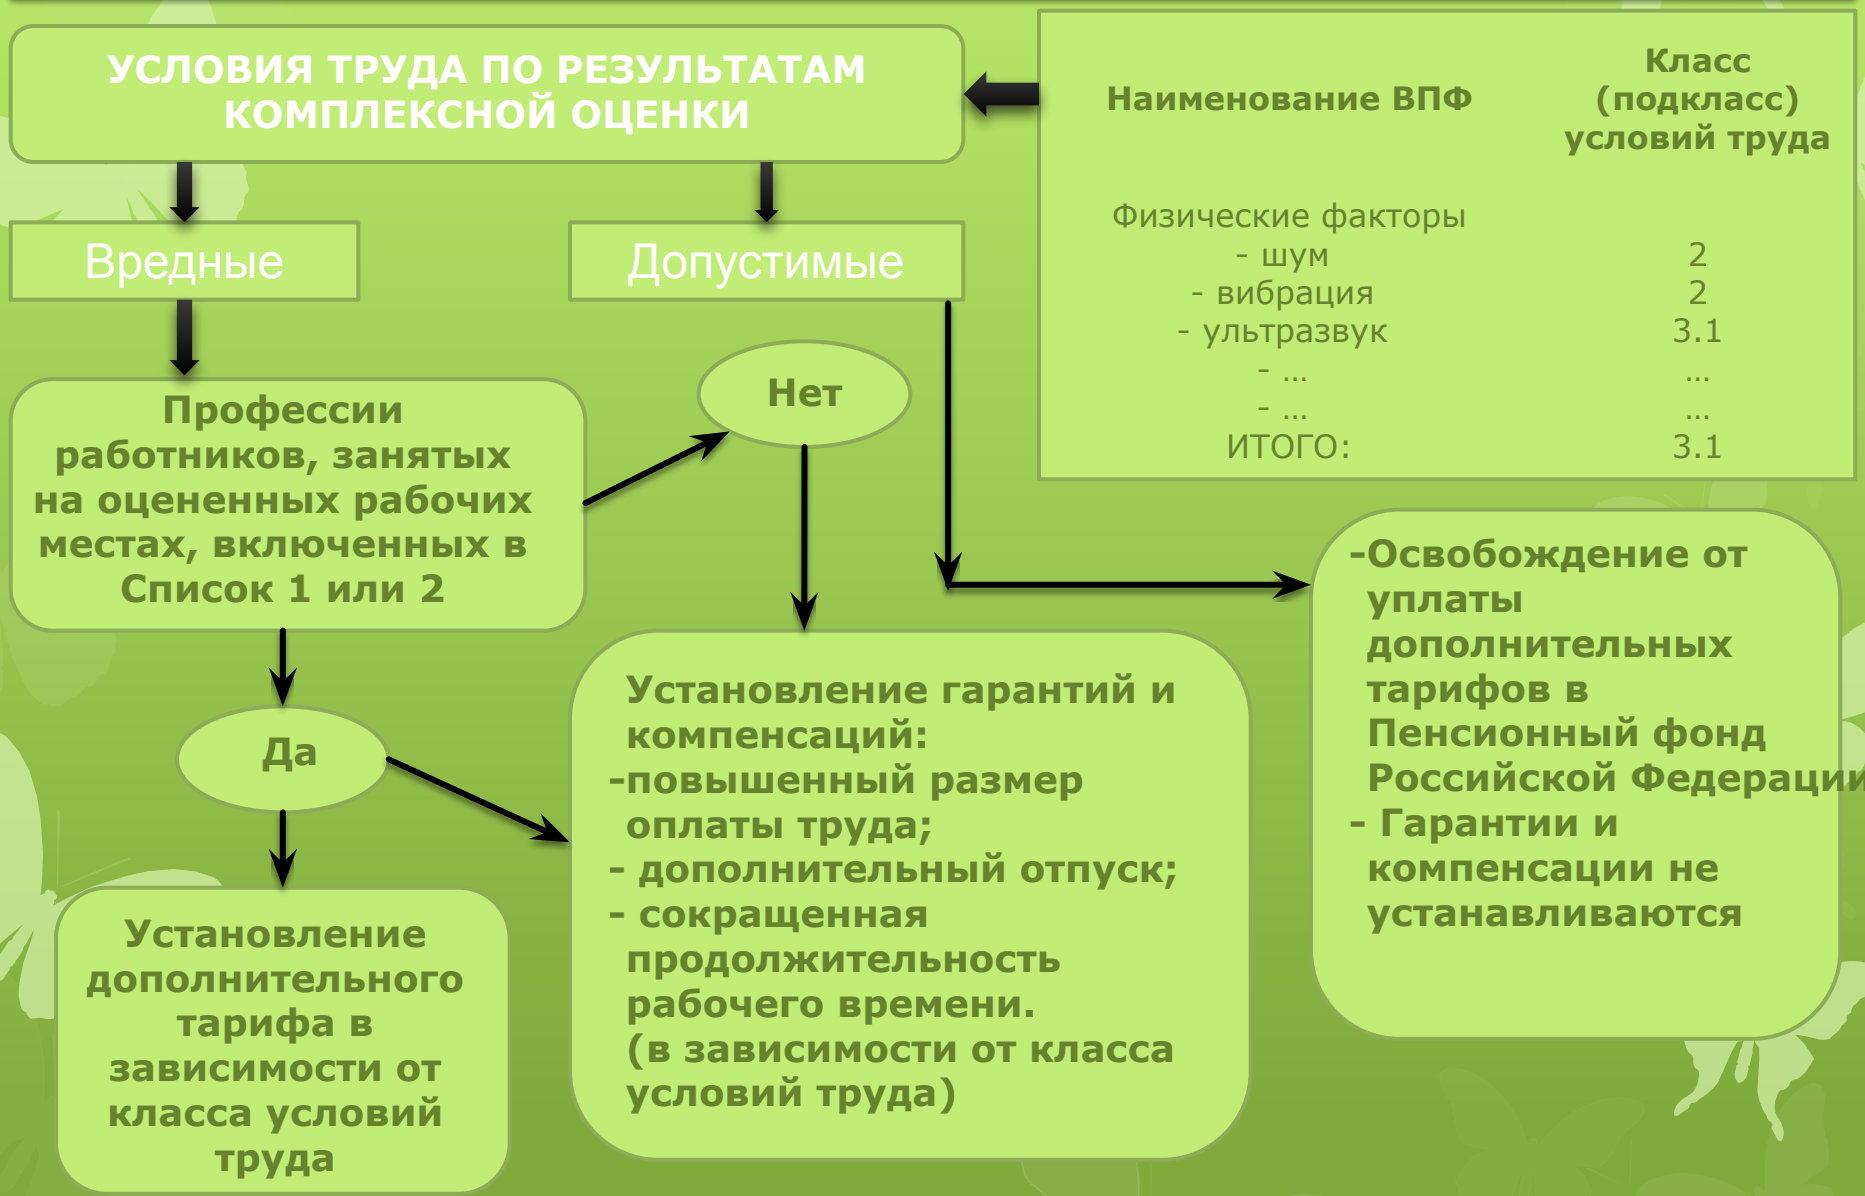 УСЛОВИЯ ТРУДА ПО РЕЗУЛЬТАТАМ
КОМПЛЕКСНОЙ ОЦЕНКИ
Наименование ВПФ
Класс
(подкласс)
условий труда
Физические факторы
- шум 2
- вибрация 2
- ультразвук 3.1
- ... ...
- ... ...
ИТОГО: 3.1
Вредные
Допустимые
Профессии
работников, занятых
на оцененных рабочих
местах, включенных в
Список 1 или 2
Нет
Да
Установление
дополнительного
тарифа в
зависимости от
класса условий
труда
Установление гарантий и
компенсаций:
-повышенный размер
оплаты труда;
- дополнительный отпуск;
- сокращенная
продолжительность
рабочего времени.
(в зависимости от класса
условий труда)
-Освобождение от
уплаты
дополнительных
тарифов в
Пенсионный фонд
Российской Федерации
- Гарантии и
компенсации не
устанавливаются